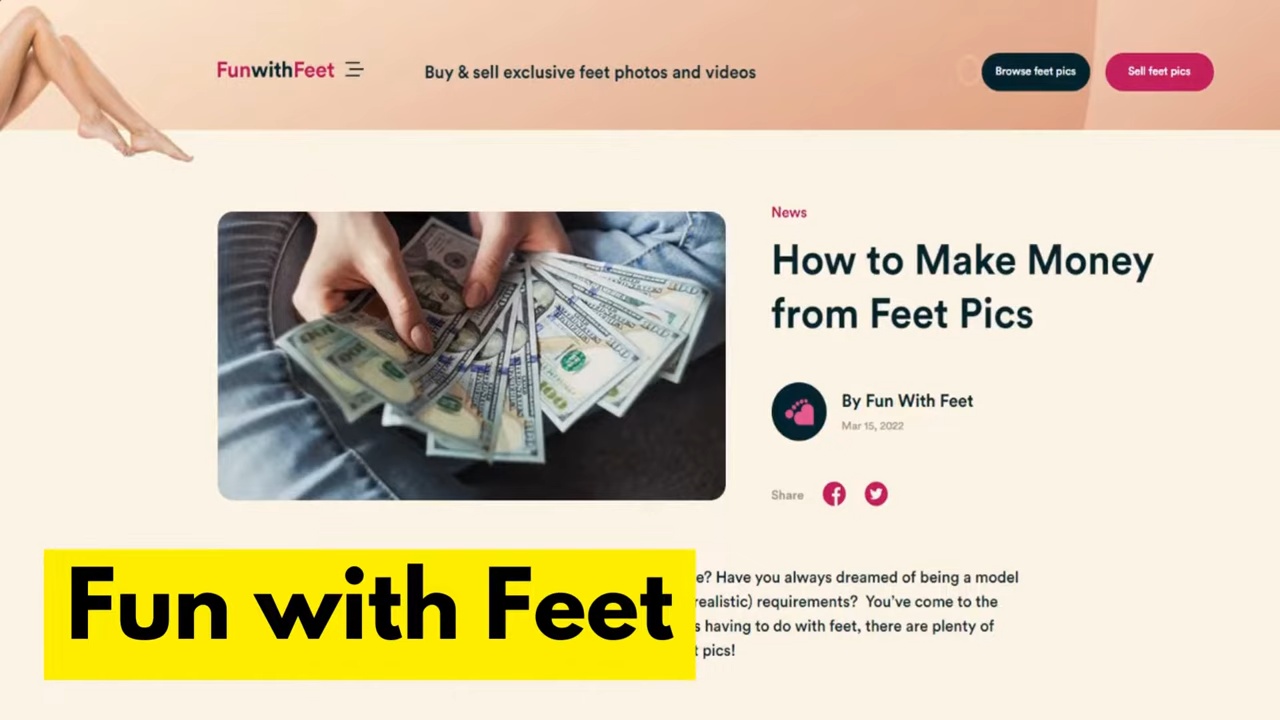 FunwithFeet
Buy & sell exclusive feet photos and videos
Browse feet pics
Sell feet pics
News
How to Make Money
from Feet Pics
By Fun With Feet
Mar 15, 2022
Share
e? Have you always dreamed of being a model
realistic) requirements? You've come to the
s having to do with feet, there are plenty of
t pics!
Fun with Feet